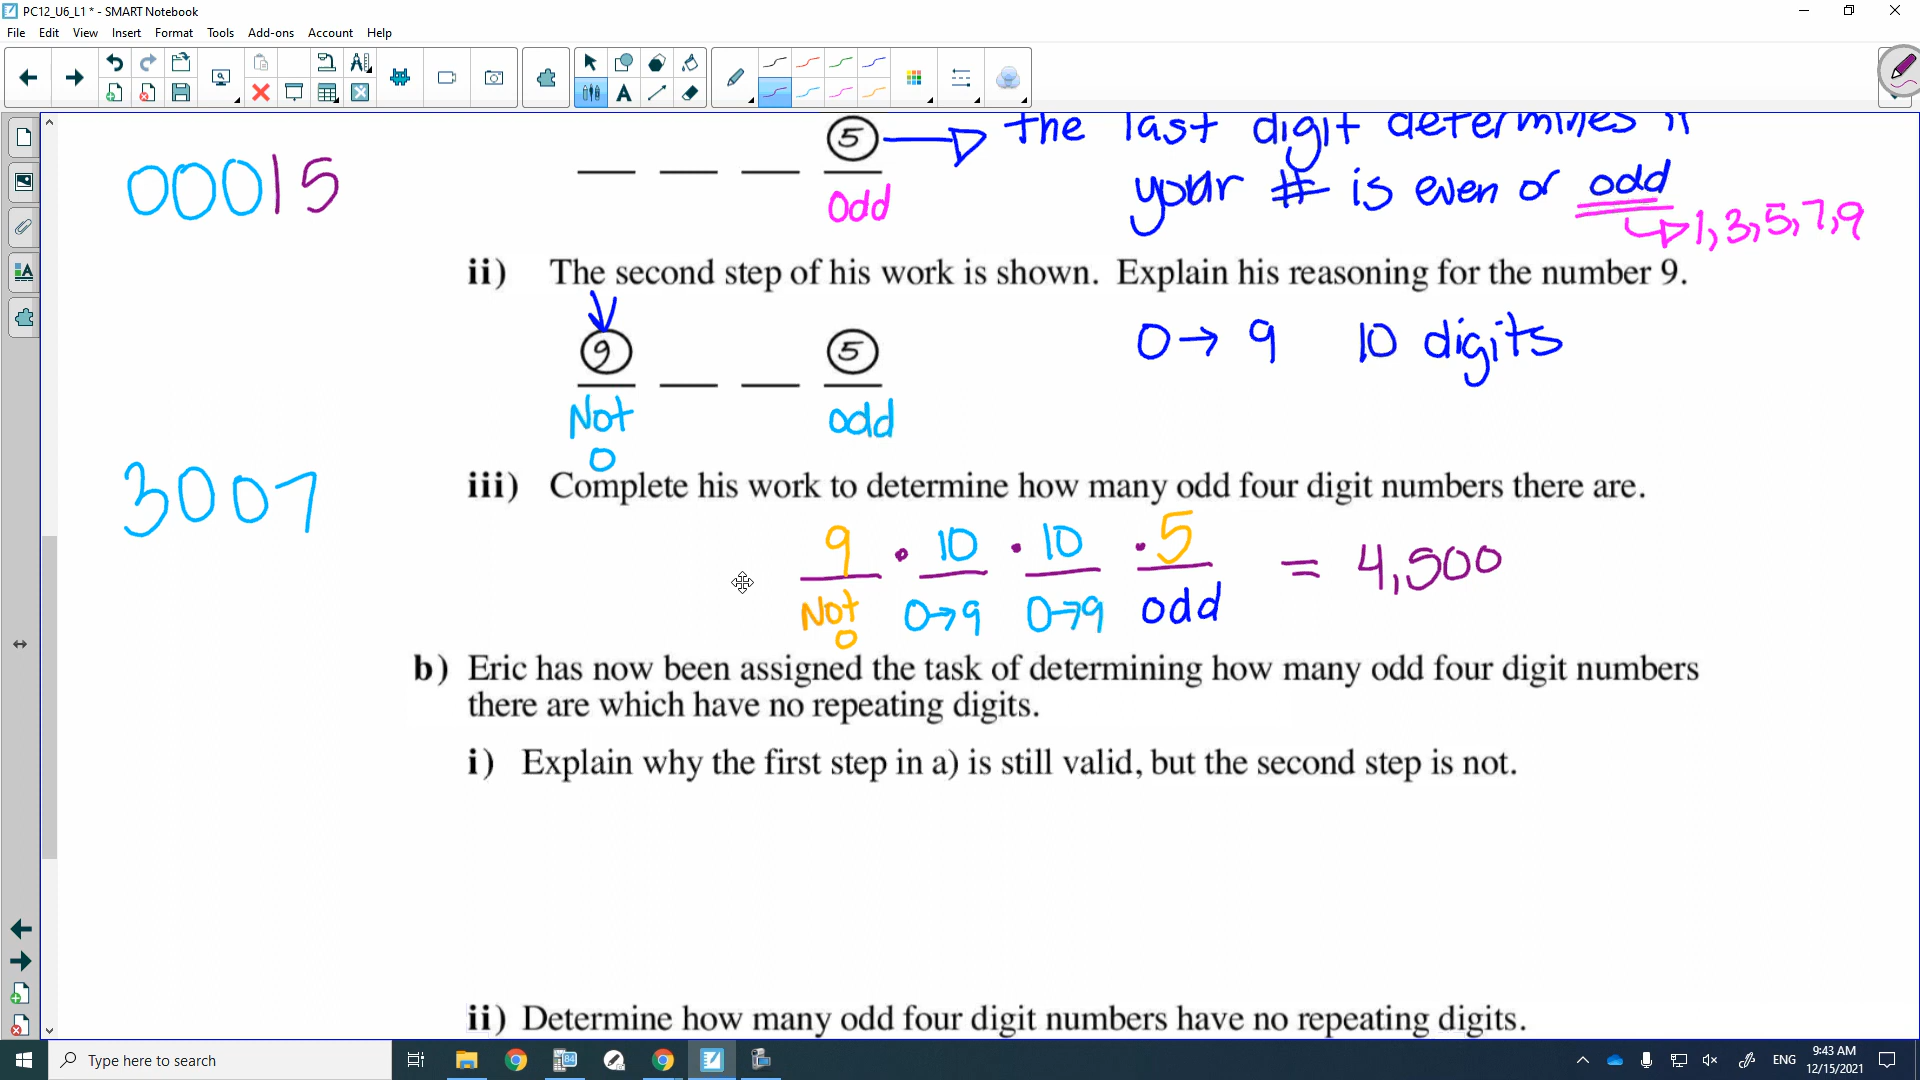 PC12_U6_L1 * - SMART Notebook
File Edit View Insert Format Tools Add-ons Account Help
5 the last digit determines if
00015
odd your # is even or odd
1, 3, 5, 7, 9
ii) The second step of his work is shown. Explain his reasoning for the number 9.
9 5 0→9 10 digits
Not 0 odd
iii) Complete his work to determine how many odd four digit numbers there are.
3007
9 · 10 · 10 · 5 = 4,500
Not 0 0→9 0→9 odd
b) Eric has now been assigned the task of determining how many odd four digit numbers
there are which have no repeating digits.
i) Explain why the first step in a) is still valid, but the second step is not.
ii) Determine how many odd four digit numbers have no repeating digits.
Type here to search
84
ENG
9:43 AM
12/15/2021